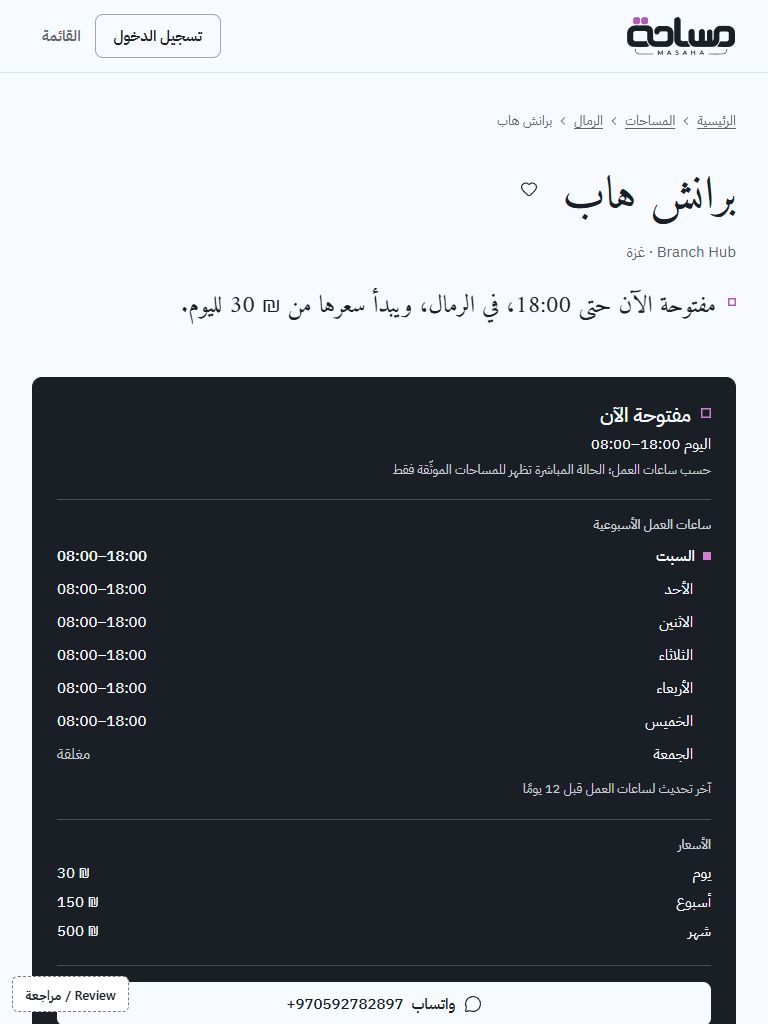 مساحة
MASAHA
تسجيل الدخول
القائمة
الرئيسية › المساحات › الرمال › برانش هاب
برانش هاب
Branch Hub · غزة
مفتوحة الآن حتى 18:00، في الرمال، ويبدأ سعرها من ₪ 30 لليوم.
مفتوحة الآن
اليوم 08:00–18:00
حسب ساعات العمل؛ الحالة المباشرة تظهر للمساحات الموثّقة فقط
ساعات العمل الأسبوعية
السبت 08:00–18:00
الأحد 08:00–18:00
الاثنين 08:00–18:00
الثلاثاء 08:00–18:00
الأربعاء 08:00–18:00
الخميس 08:00–18:00
الجمعة مغلقة
آخر تحديث لساعات العمل قبل 12 يومًا
الأسعار
يوم ₪ 30
أسبوع ₪ 150
شهر ₪ 500
واتساب +970592782897
Review / مراجعة